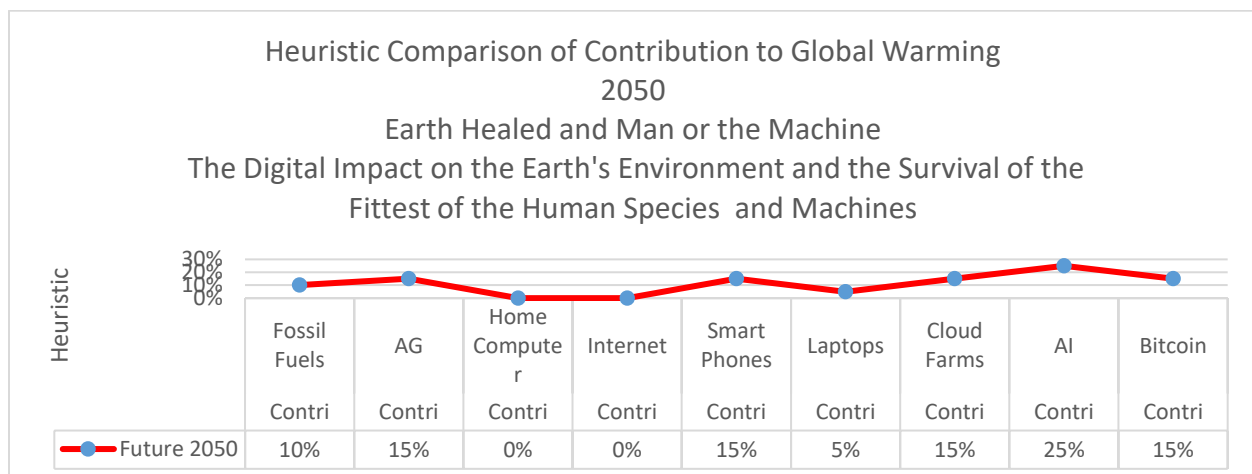 Heuristic Comparison of Contribution to Global Warming
2050
Earth Healed and Man or the Machine
The Digital Impact on the Earth's Environment and the Survival of the
Fittest of the Human Species and Machines
Heuristic
30%
20%
10%
0%
Fossil Fuels AG Home Computer Internet Smart Phones Laptops Cloud Farms AI Bitcoin
Contri Contri Contri Contri Contri Contri Contri Contri Contri
Future 2050 10% 15% 0% 0% 15% 5% 15% 25% 15%